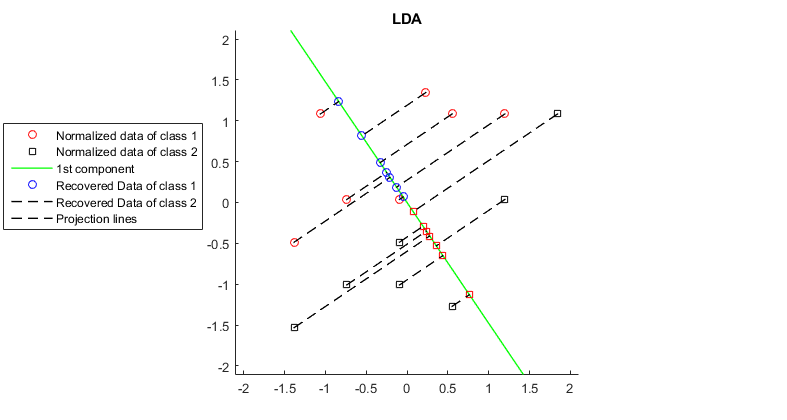 LDA
Normalized data of class 1
Normalized data of class 2
1st component
Recovered Data of class 1
Recovered Data of class 2
Projection lines
2
1.5
1
0.5
0
-0.5
-1
-1.5
-2
-2 -1.5 -1 -0.5 0 0.5 1 1.5 2